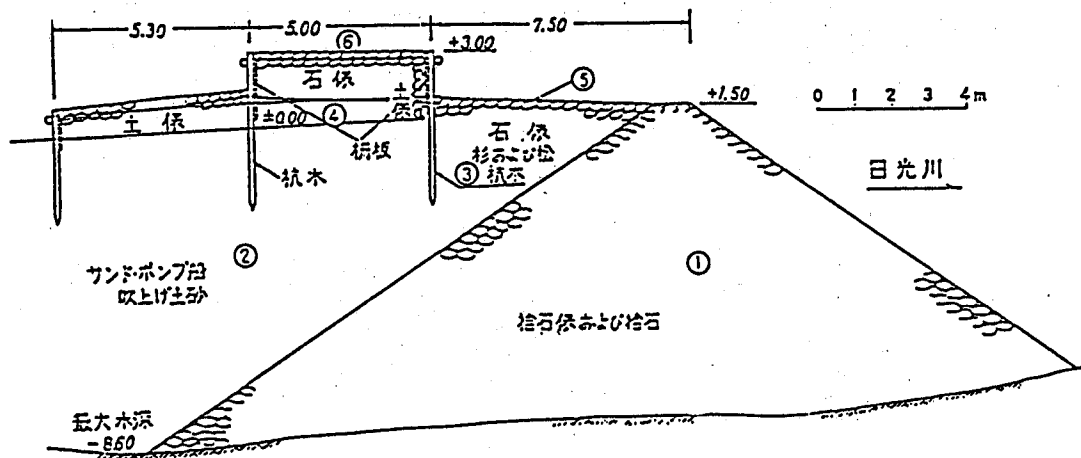 5.30
5.00
7.50
⑥
+3.00
石俵
土俵
⑤
+1.50
0 1 2 3 4m
土俵
±0.00
④
杭木
石俵
杉および松
杭木
③
日光川
②
サンド・ポンプ船
吹上げ土砂
①
捨石俵および捨石
最大水深
-8.60